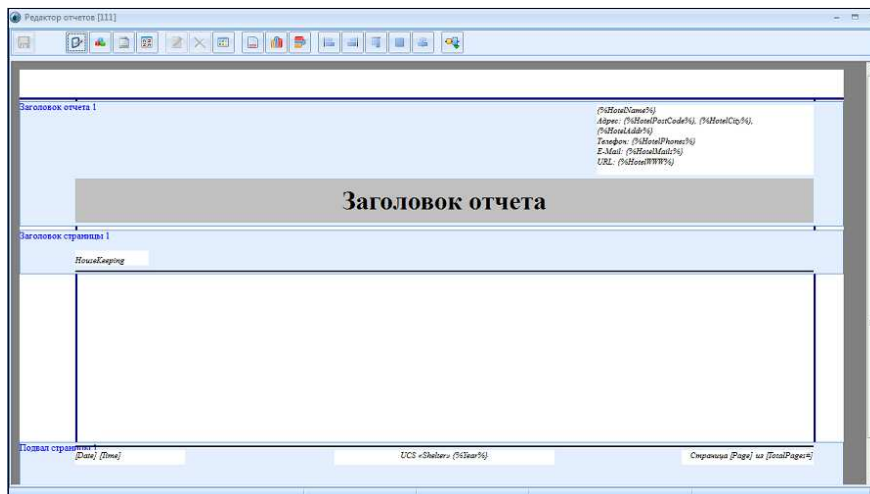 Редактор отчетов [111]
Заголовок отчета 1
(%HotelName%)
Адрес: (%HotelPostCode%), (%HotelCity%),
(%HotelAddr%)
Телефон: (%HotelPhones%)
E-Mail: (%HotelMails%)
URL: (%HotelWWW%)
Заголовок отчета
Заголовок страницы 1
HouseKeeping
Подвал страницы 1
[Date] [Time]
UCS «Shelter» (%Year%)
Страница [Page] из [TotalPages#]